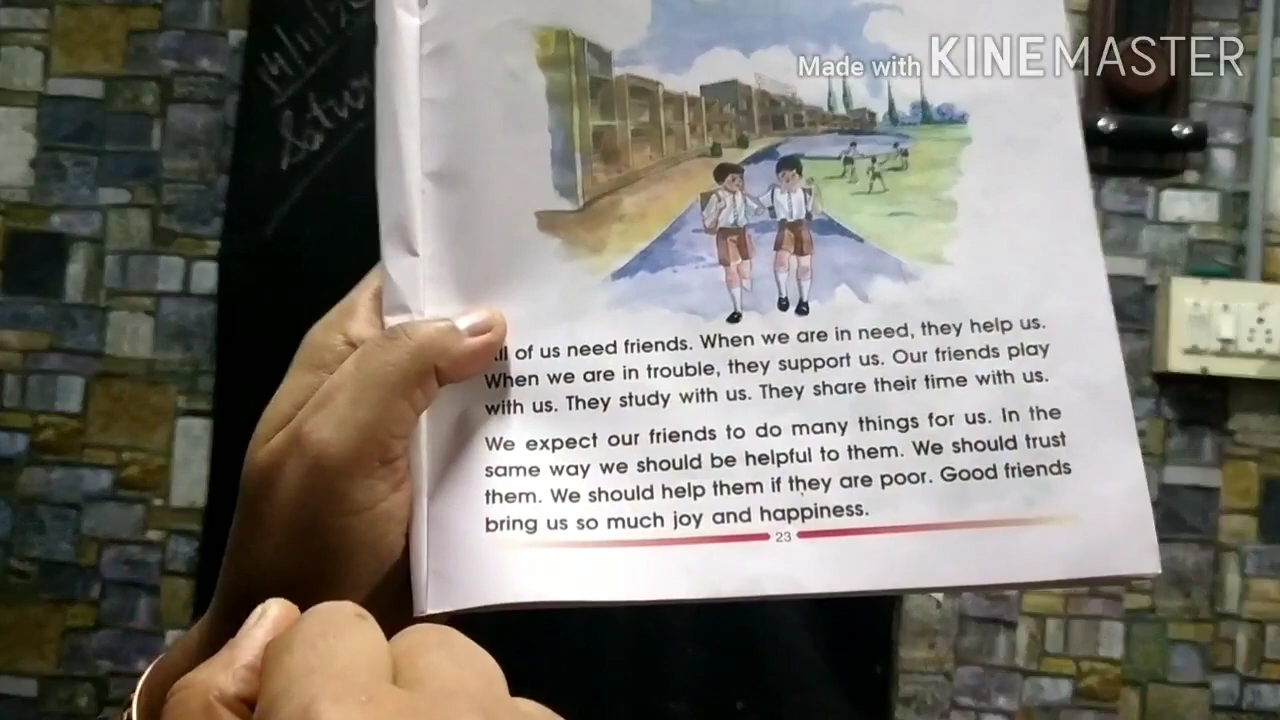 14/11/20
Satur
Made with KINEMASTER
of us need friends. When we are in need, they help us.
When we are in trouble, they support us. Our friends play
with us. They study with us. They share their time with us.
We expect our friends to do many things for us. In the
same way we should be helpful to them. We should trust
them. We should help them if they are poor. Good friends
bring us so much joy and happiness.
23